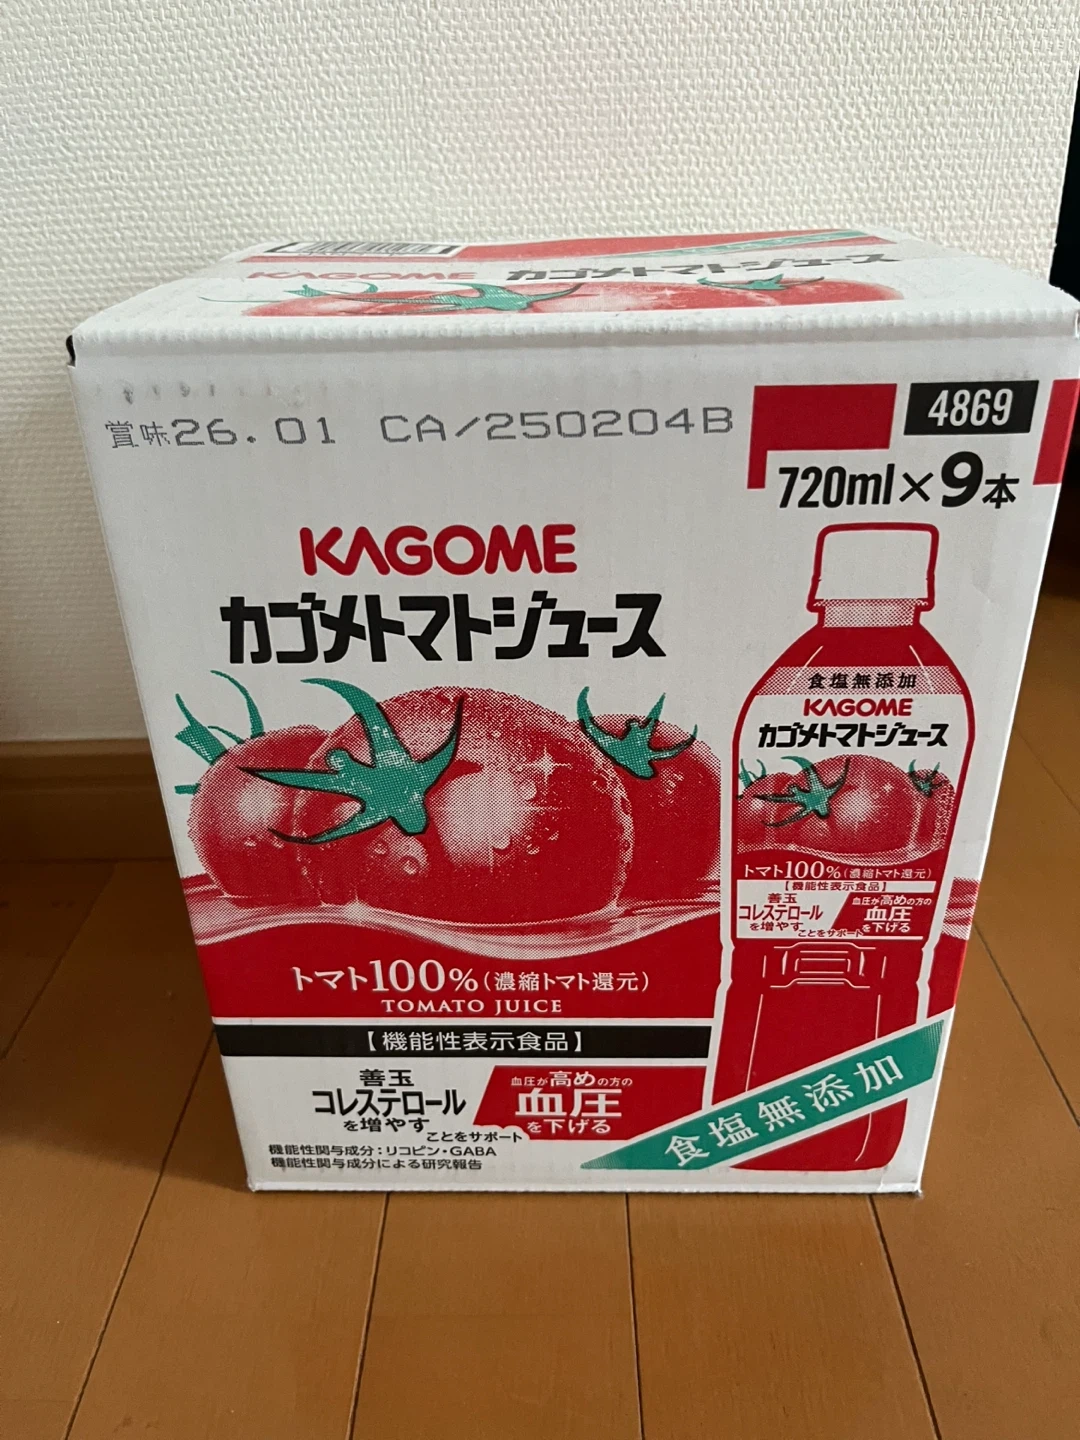 KAGOME カゴメトマトジュース
賞味26.01 CA/250204B
4869
720ml×9本
KAGOME
カゴメトマトジュース
トマト100%(濃縮トマト還元)
TOMATO JUICE
【機能性表示食品】
善玉
コレステロール
を増やす
血圧が高めの方の
血圧
を下げる
ことをサポート
機能性関与成分:リコピン・GABA
機能性関与成分による研究報告
食塩無添加
KAGOME
カゴメトマトジュース
トマト100%(濃縮トマト還元)
【機能性表示食品】
善玉
コレステロール
を増やす
血圧が高めの方の
血圧
を下げる
ことをサポート
食塩無添加